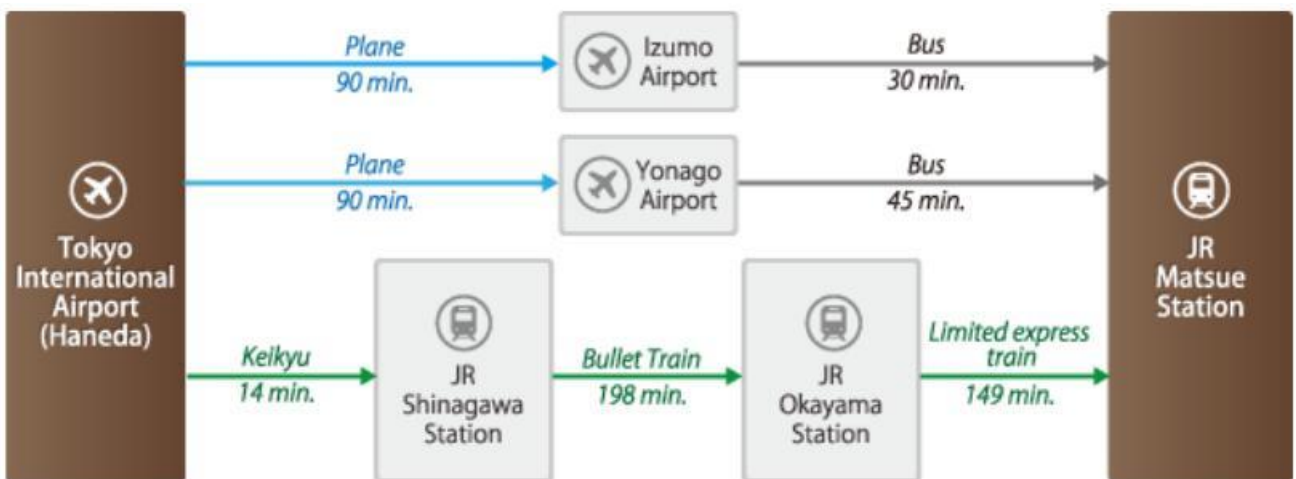 Tokyo
International
Airport
(Haneda)
Plane
90 min.
Izumo
Airport
Bus
30 min.
Plane
90 min.
Yonago
Airport
Bus
45 min.
Keikyu
14 min.
JR
Shinagawa
Station
Bullet Train
198 min.
JR
Okayama
Station
Limited express
train
149 min.
JR
Matsue
Station